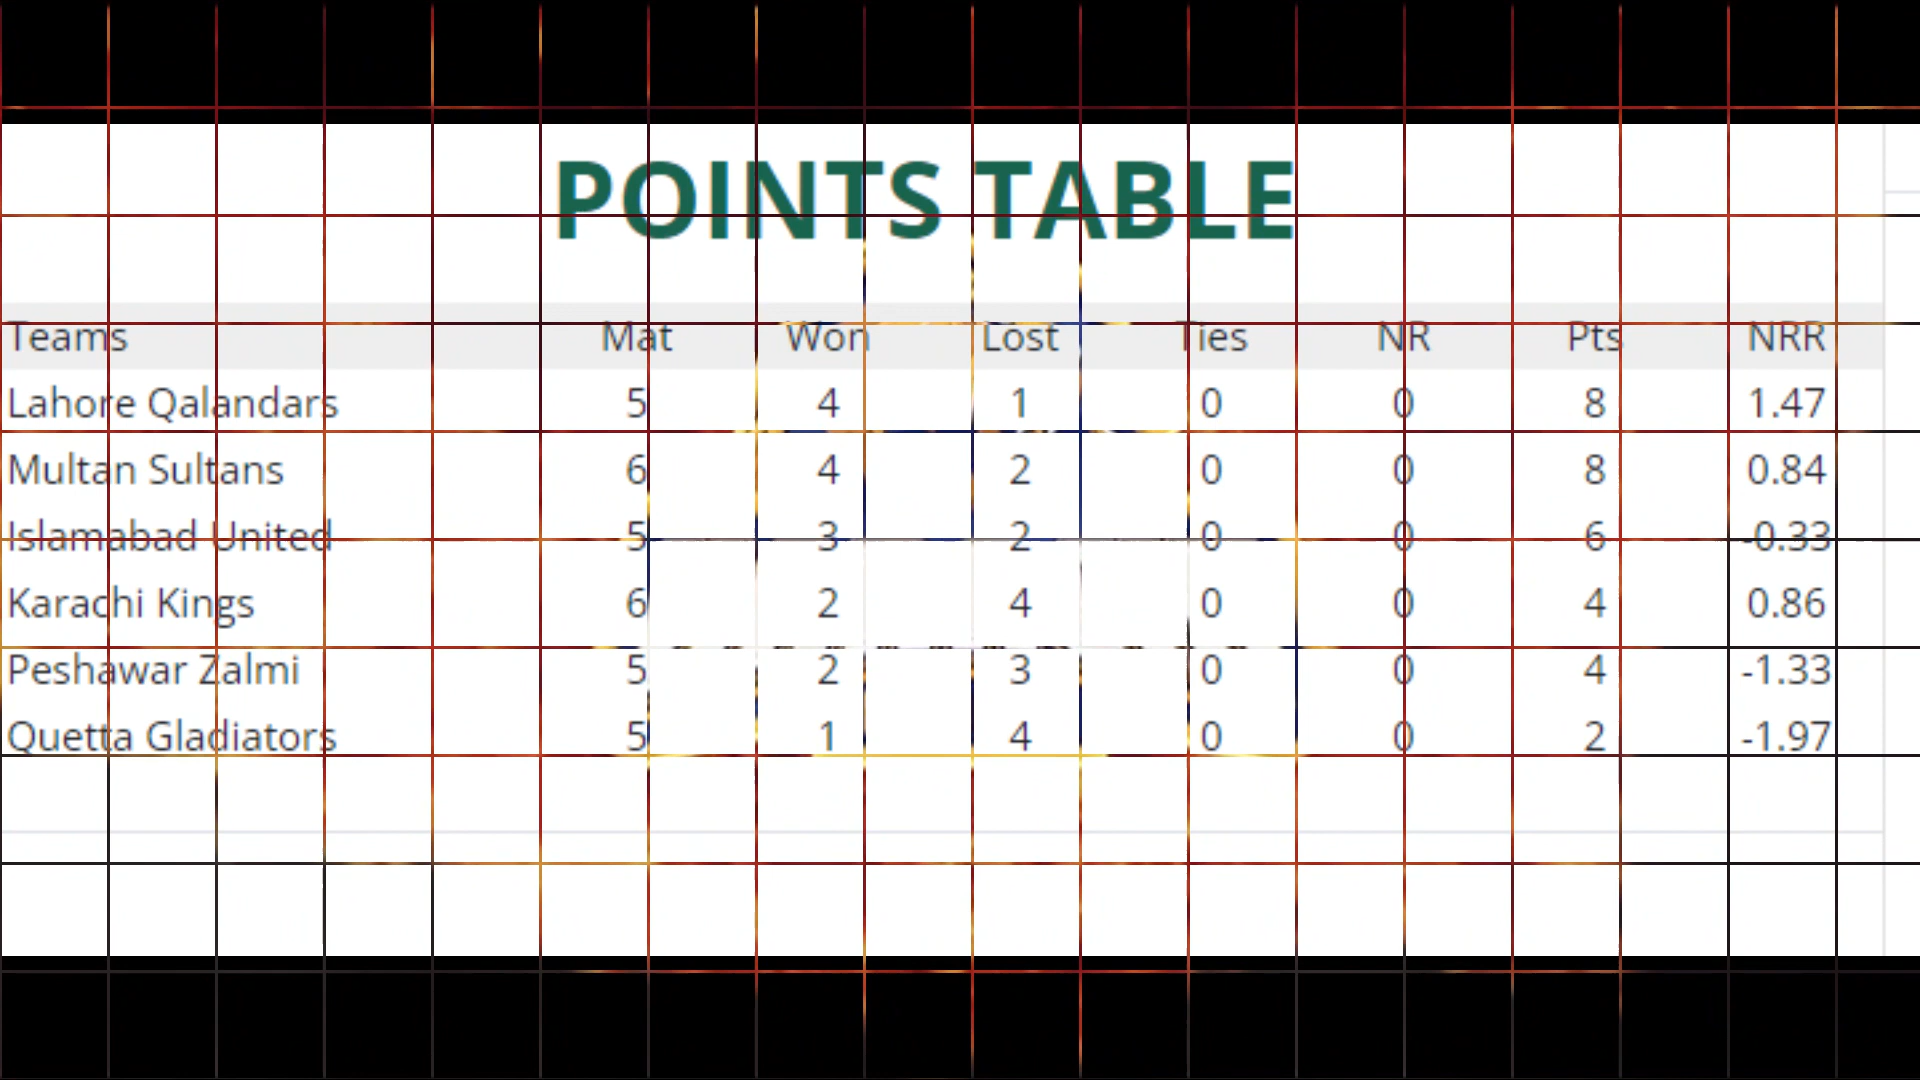 POINTS TABLE
Teams Mat Won Lost Ties NR Pts NRR
Lahore Qalandars 5 4 1 0 0 8 1.47
Multan Sultans 6 4 2 0 0 8 0.84
Islamabad United 5 3 2 0 0 6 -0.33
Karachi Kings 6 2 4 0 0 4 0.86
Peshawar Zalmi 5 2 3 0 0 4 -1.33
Quetta Gladiators 5 1 4 0 0 2 -1.97